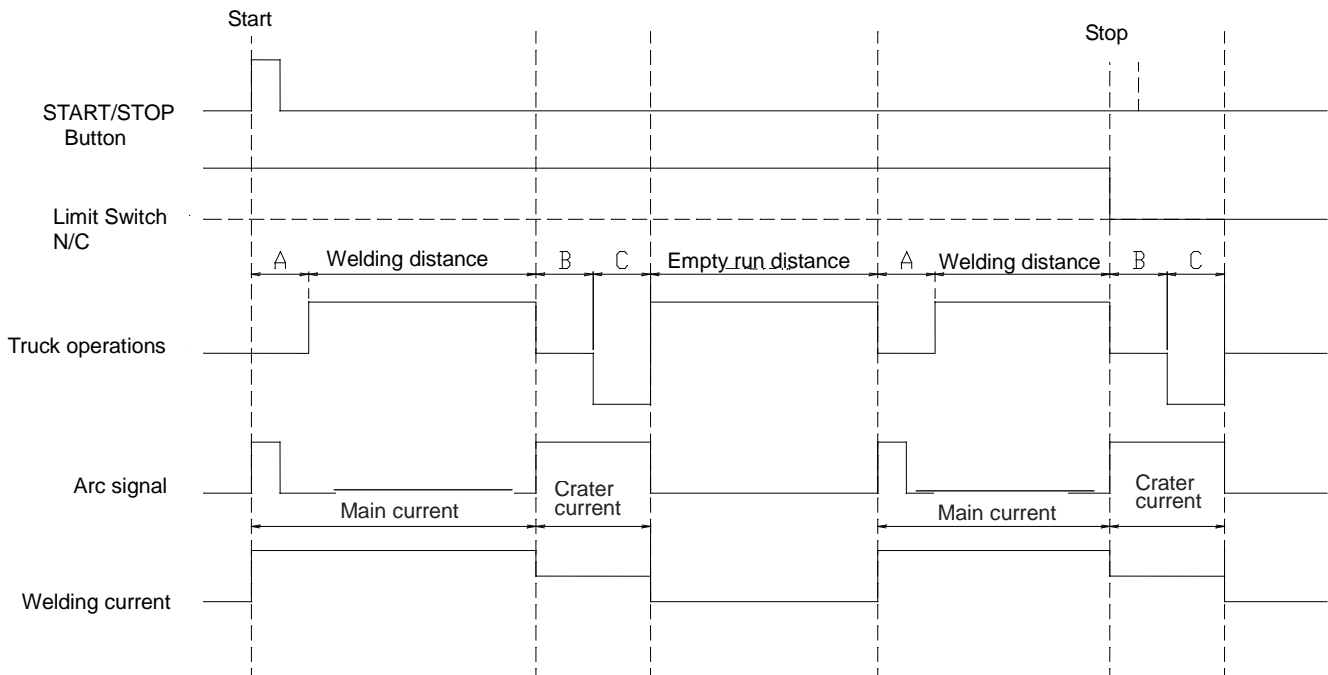 Start
Stop
START/STOP
Button
Limit Switch
N/C
A Welding distance B C Empty run distance A Welding distance B C
Truck operations
Arc signal
Crater
current
Crater
current
Main current
Main current
Welding current